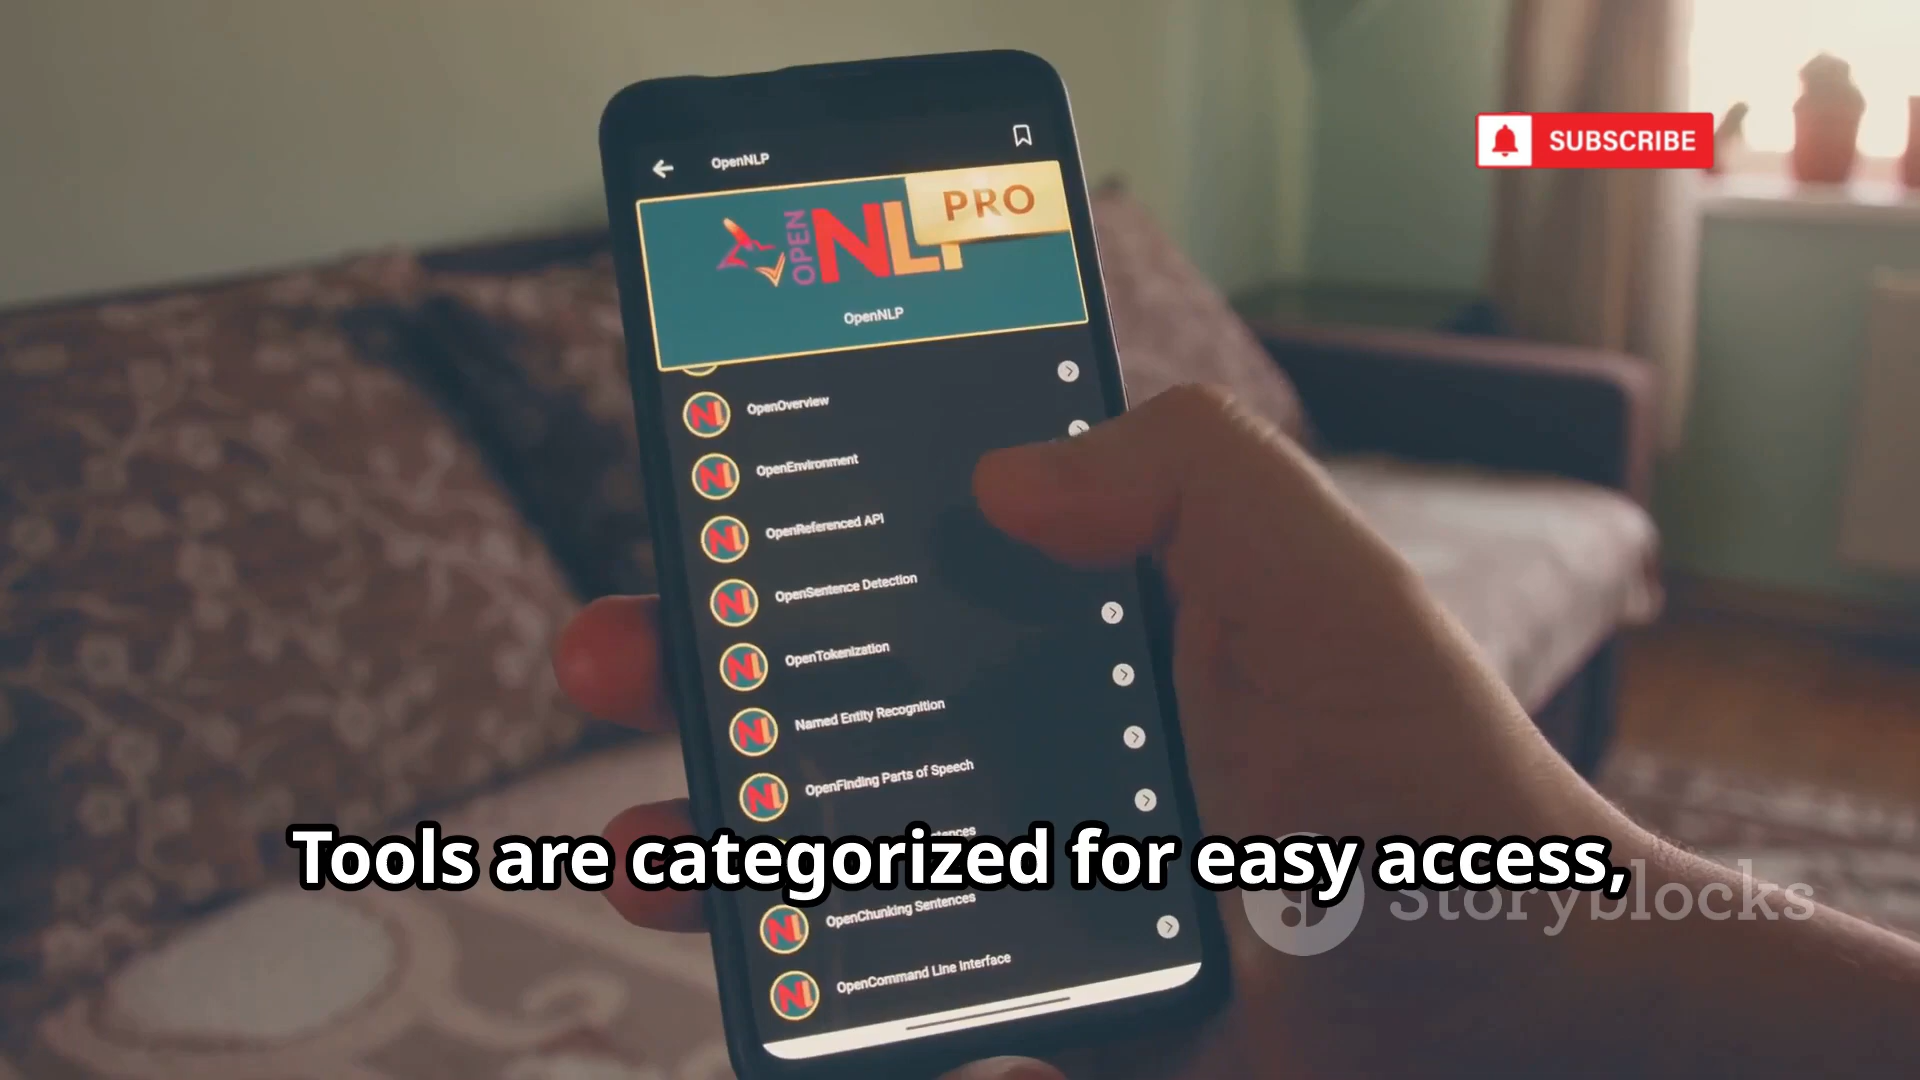 OpenNLP
SUBSCRIBE
PRO
OPEN
OpenNLP
OpenOverview
OpenEnvironment
OpenReferenced API
OpenSentence Detection
OpenTokenization
Named Entity Recognition
OpenFinding Parts of Speech
Tools are categorized for easy access,
Storyblocks
OpenChunking Sentences
OpenCommand Line Interface